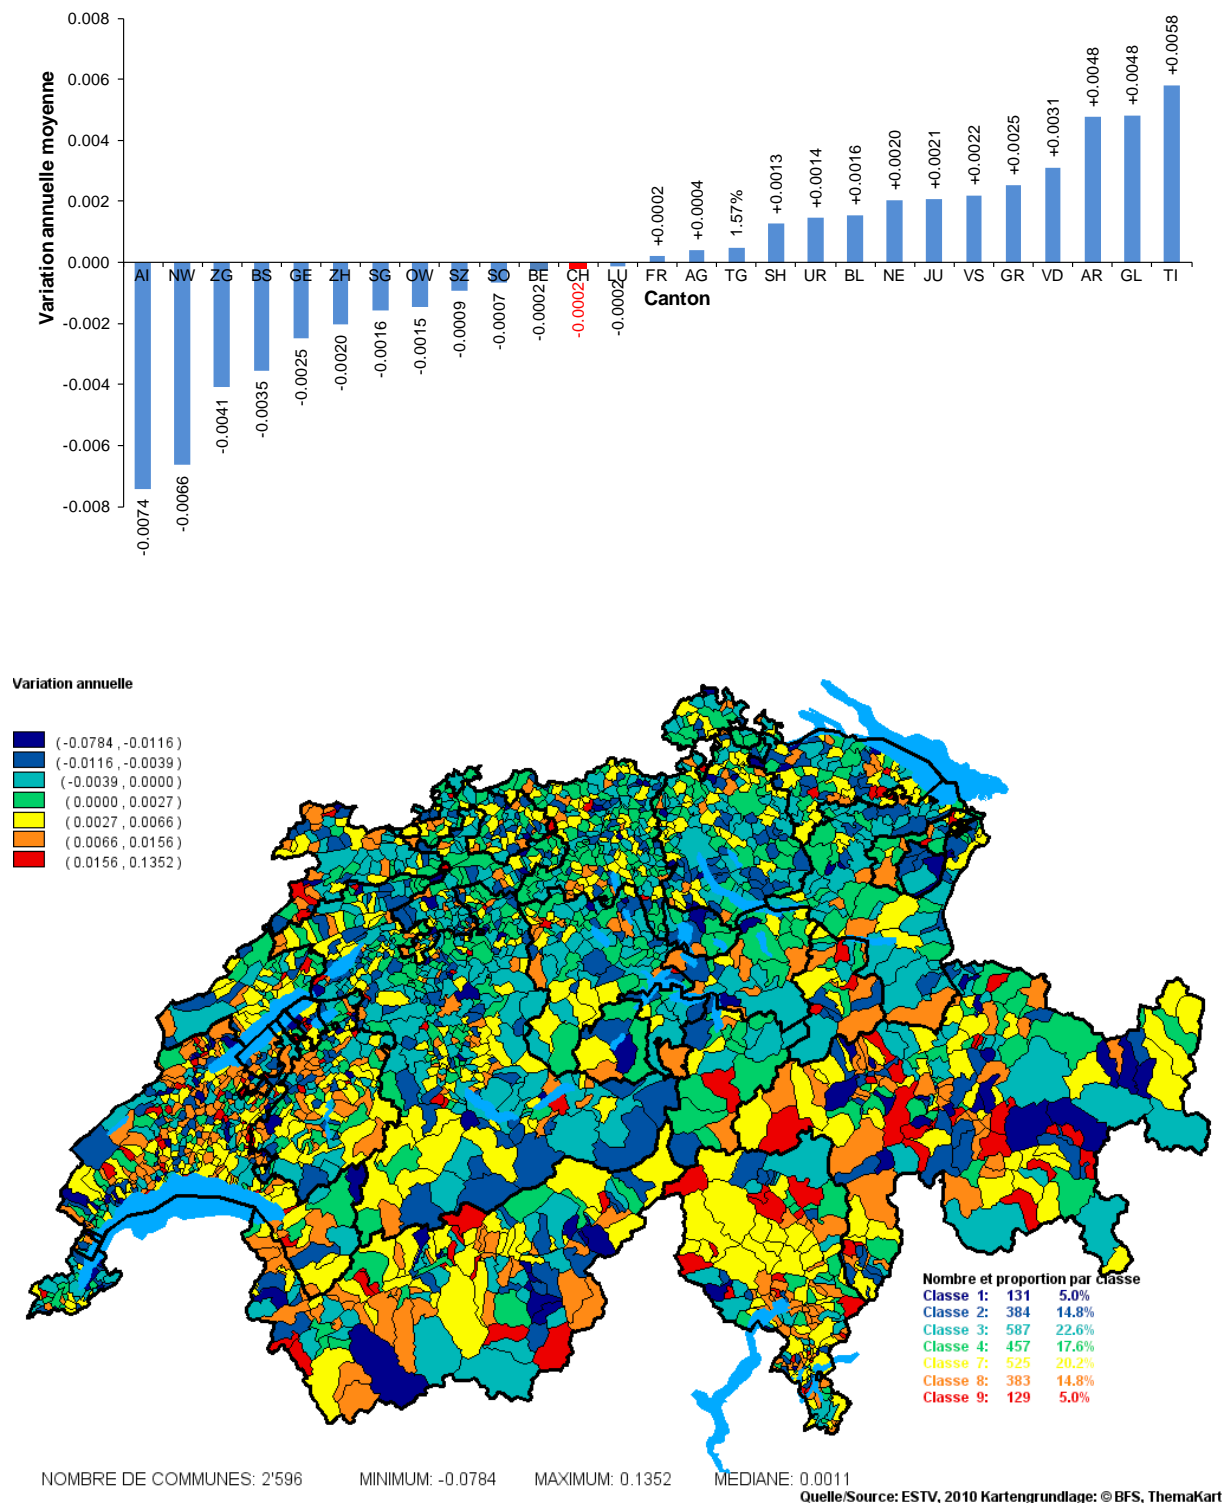 Variation annuelle moyenne
0.008
0.006
0.004
0.002
0.000
-0.002
-0.004
-0.006
-0.008
AI NW ZG BS GE ZH SG OW SZ SO BE CH LU FR AG TG SH UR BL NE JU VS GR VD AR GL TI
-0.0074 -0.0066 -0.0041 -0.0035 -0.0025 -0.0020 -0.0016 -0.0015 -0.0009 -0.0007 -0.0002 -0.0002 -0.0002 +0.0002 +0.0004 1.57% +0.0013 +0.0014 +0.0016 +0.0020 +0.0021 +0.0022 +0.0025 +0.0031 +0.0048 +0.0048 +0.0058
Canton
Variation annuelle
(-0.0784 , -0.0116 )
(-0.0116 , -0.0039)
(-0.0039 , 0.0000 )
( 0.0000 , 0.0027 )
( 0.0027 , 0.0066 )
( 0.0066 , 0.0156 )
( 0.0156 , 0.1352 )
Nombre et proportion par classe
Classe 1: 131 5.0%
Classe 2: 384 14.8%
Classe 3: 587 22.6%
Classe 4: 457 17.6%
Classe 7: 525 20.2%
Classe 8: 383 14.8%
Classe 9: 129 5.0%
NOMBRE DE COMMUNES: 2'596 MINIMUM: -0.0784 MAXIMUM: 0.1352 MEDIANE: 0.0011
Quelle/Source: ESTV, 2010 Kartengrundlage: © BFS, ThemaKart